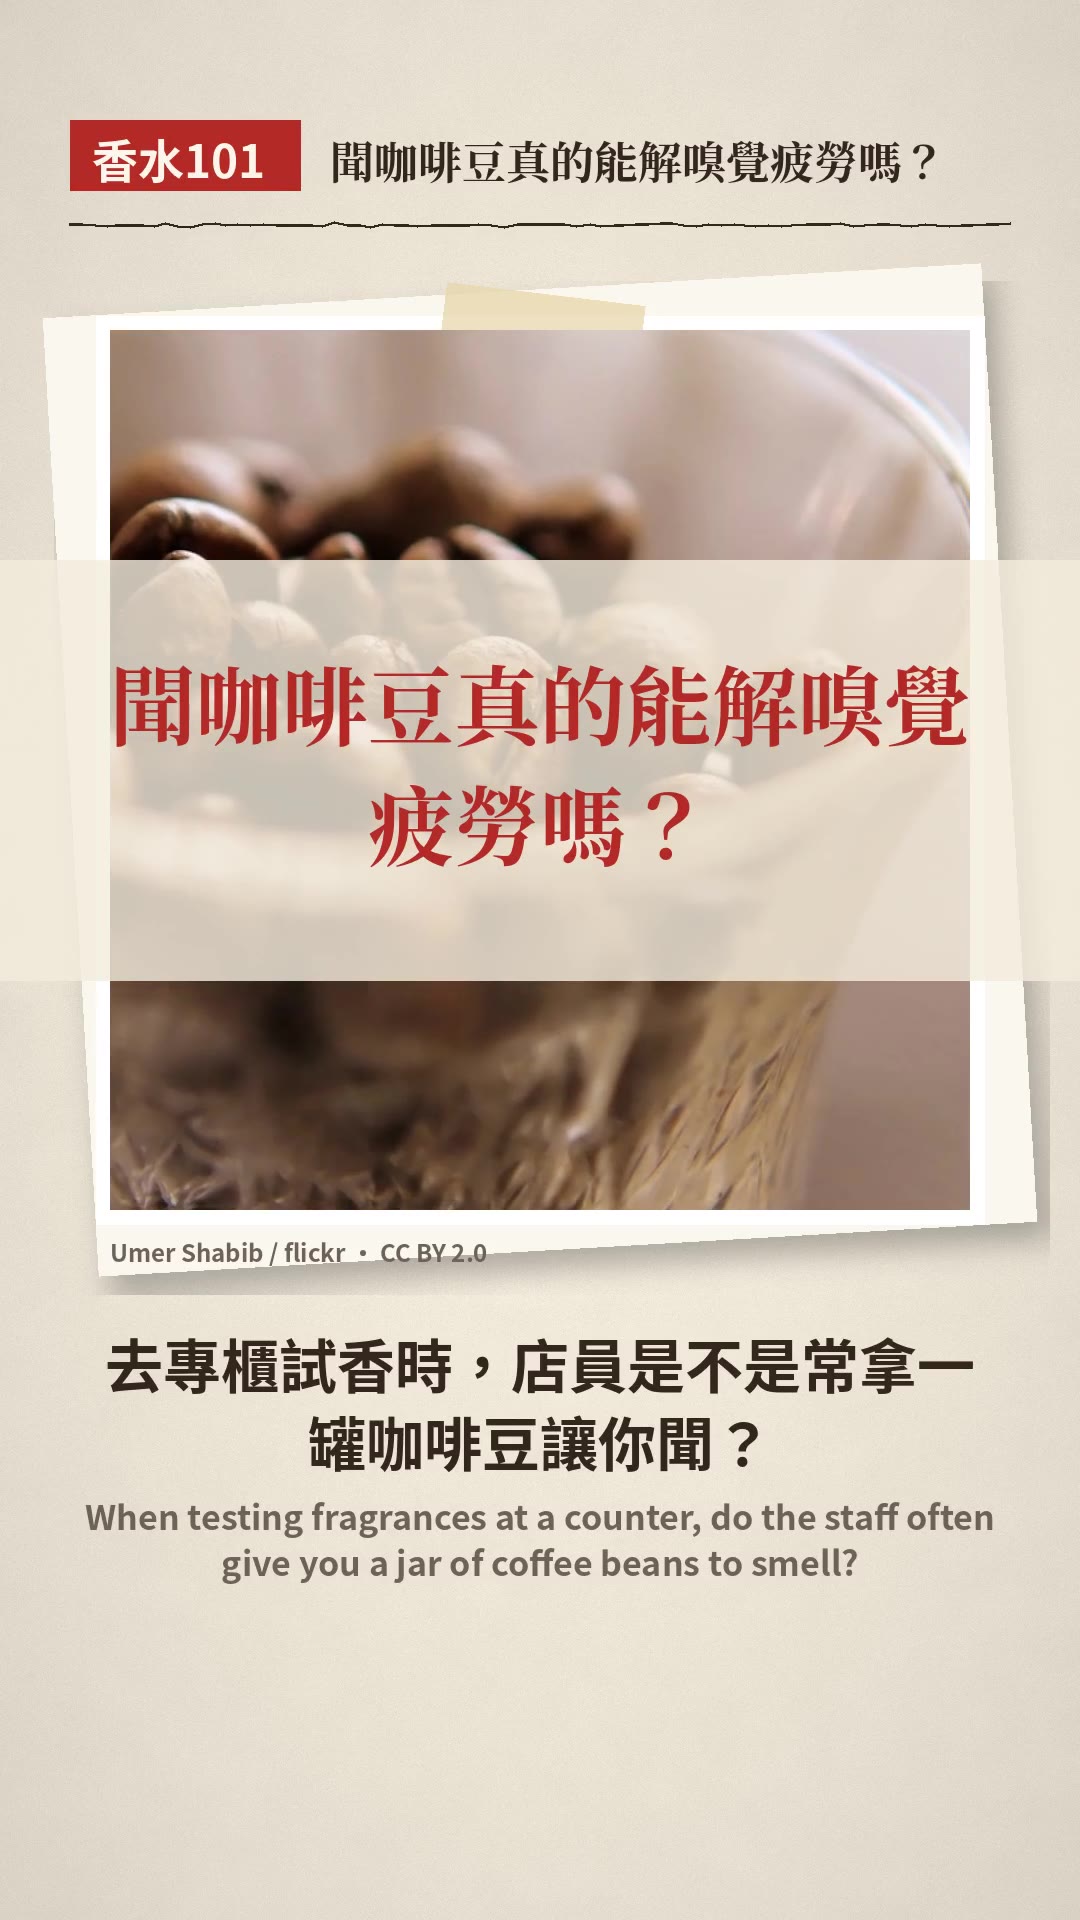 香水101
聞咖啡豆真的能解嗅覺疲勞嗎？
聞咖啡豆真的能解嗅覺
疲勞嗎？
Umer Shabib / flickr · CC BY 2.0
去專櫃試香時，店員是不是常拿一
罐咖啡豆讓你聞？
When testing fragrances at a counter, do the staff often
give you a jar of coffee beans to smell?